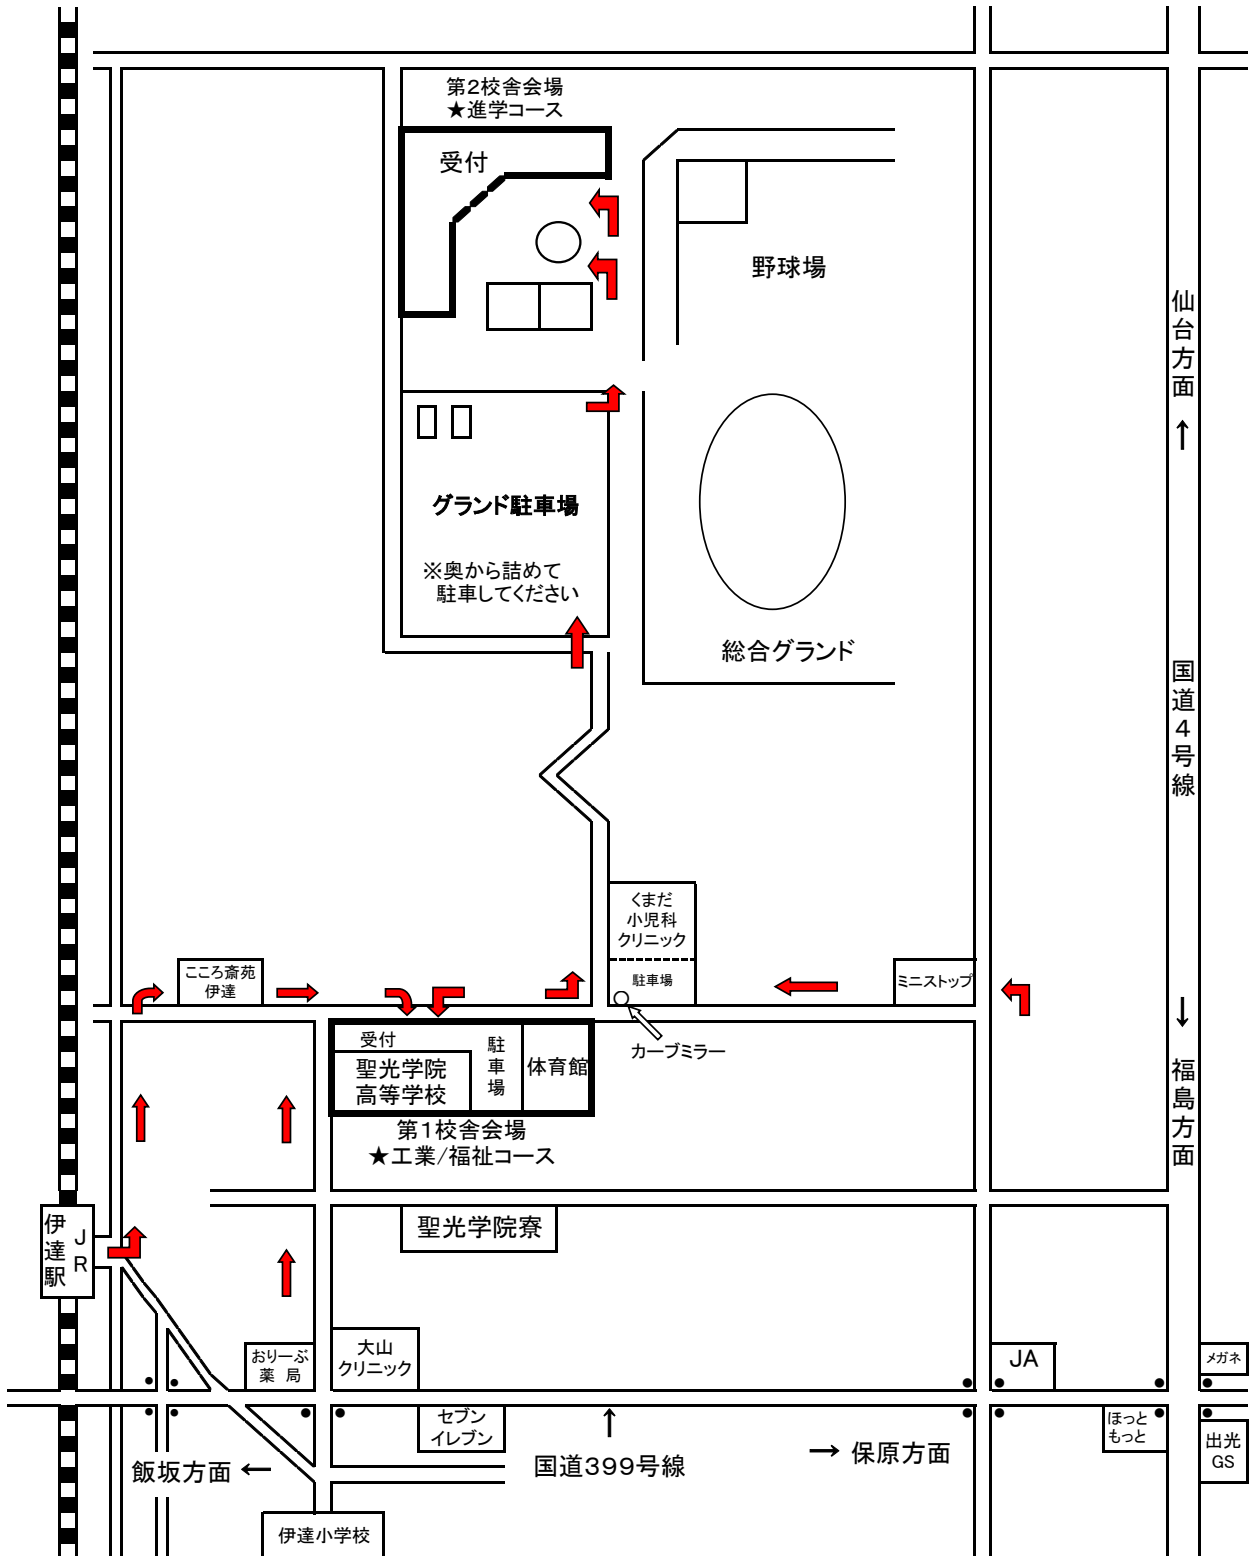 第2校舎会場
★進学コース
受付
野球場
仙台方面
↑
グランド駐車場
※奥から詰めて
駐車してください
総合グランド
国道4号線
くまだ
小児科
クリニック
駐車場
こころ斎苑
伊達
ミニストップ
カーブミラー
↓
福島方面
受付
聖光学院
高等学校
駐車場
体育館
第1校舎会場
★工業/福祉コース
聖光学院寮
JR
伊達駅
おりーぶ
薬局
大山
クリニック
JA
メガネ
セブン
イレブン
ほっと
もっと
出光
GS
飯坂方面 ←
↑
国道399号線
→ 保原方面
伊達小学校